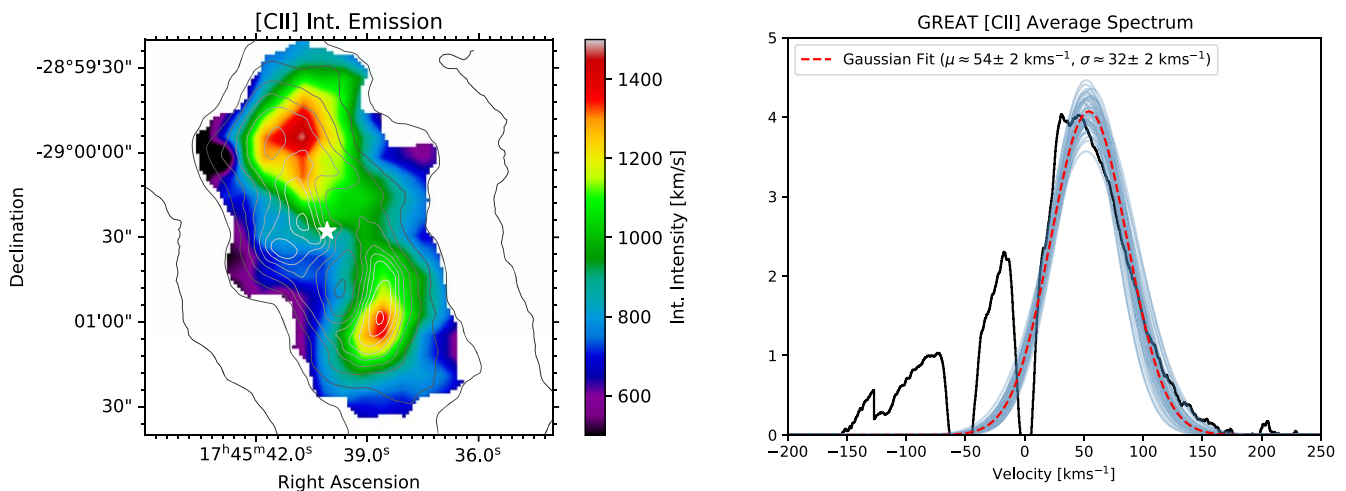 [CII] Int. Emission
-28°59'30"
-29°00'00"
30"
01'00"
30"
Declination
17ʰ45ᵐ42.0ˢ
39.0ˢ
36.0ˢ
Right Ascension
1400
1200
1000
800
600
Int. Intensity [km/s]
GREAT [CII] Average Spectrum
Gaussian Fit (μ ≈ 54± 2 kms⁻¹, σ ≈ 32± 2 kms⁻¹)
5
4
3
2
1
0
−200
−150
−100
−50
0
50
100
150
200
250
Velocity [kms⁻¹]